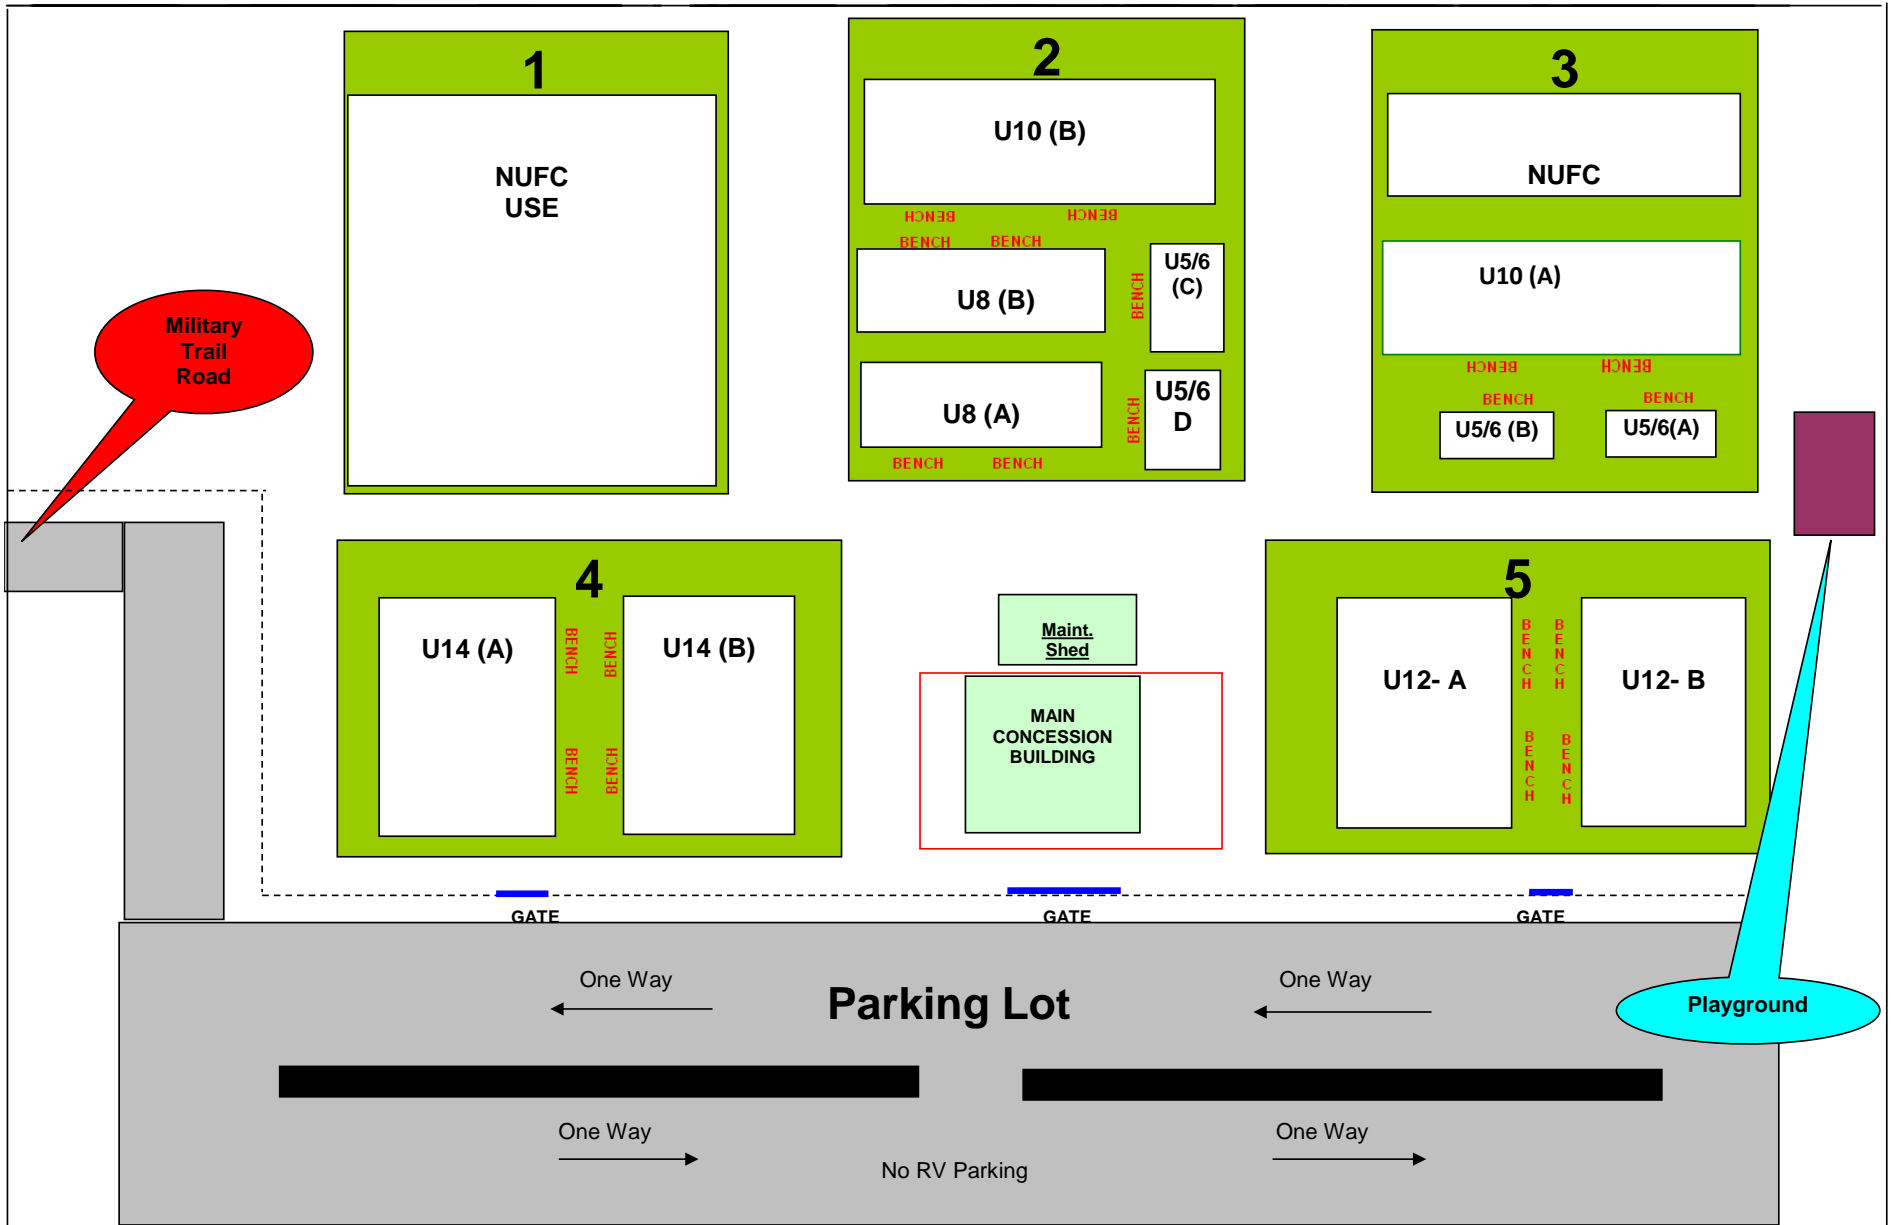 1
NUFC
USE
2
U10 (B)
BENCH BENCH
BENCH BENCH
U8 (B)
BENCH
U5/6
(C)
U8 (A)
BENCH
U5/6
D
BENCH BENCH
3
NUFC
U10 (A)
BENCH BENCH
BENCH BENCH
U5/6 (B) U5/6(A)
Military
Trail
Road
4
U14 (A)
BENCH BENCH
BENCH BENCH
U14 (B)
Maint.
Shed
MAIN
CONCESSION
BUILDING
5
U12- A
BENCH BENCH
BENCH BENCH
U12- B
GATE GATE GATE
One Way
Parking Lot
One Way
Playground
One Way
No RV Parking
One Way